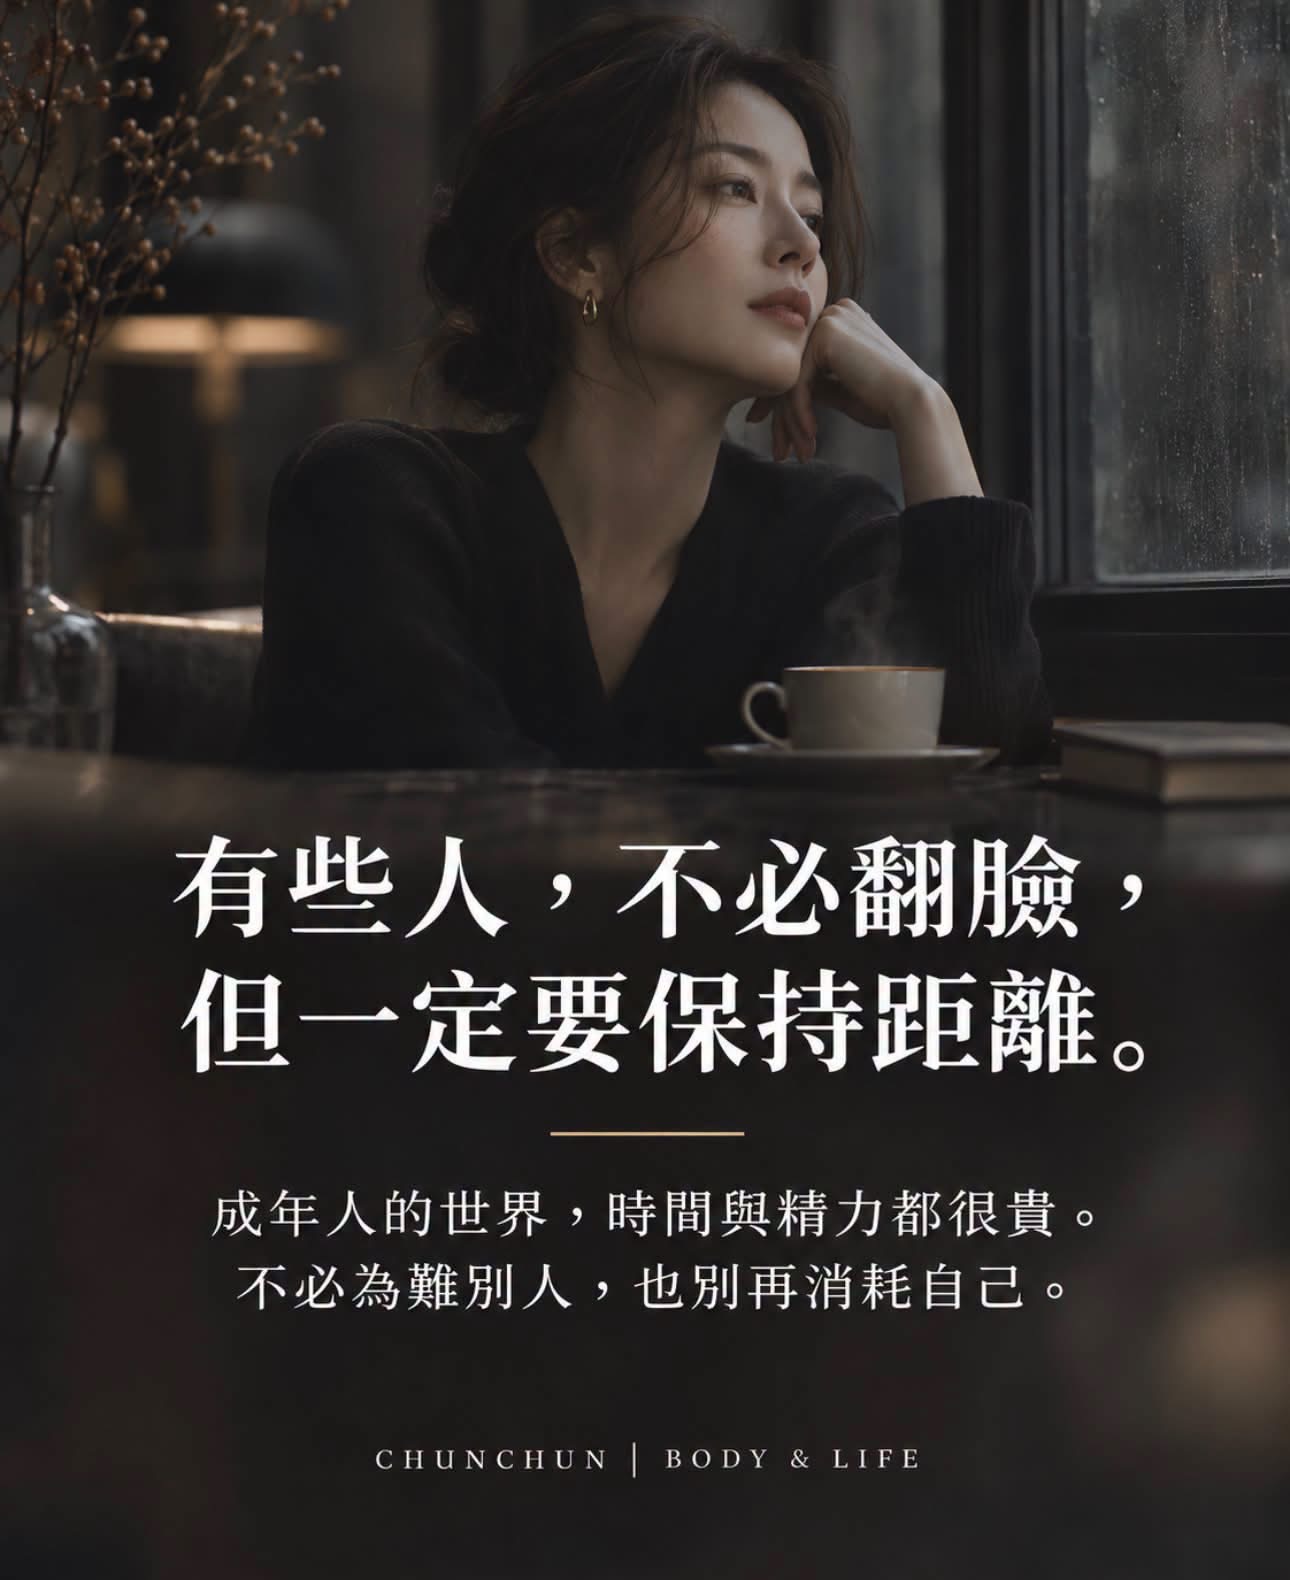 有些人，不必翻臉，
但一定要保持距離。
成年人的世界，時間與精力都很貴。
不必為難別人，也別再消耗自己。
CHUNCHUN | BODY & LIFE